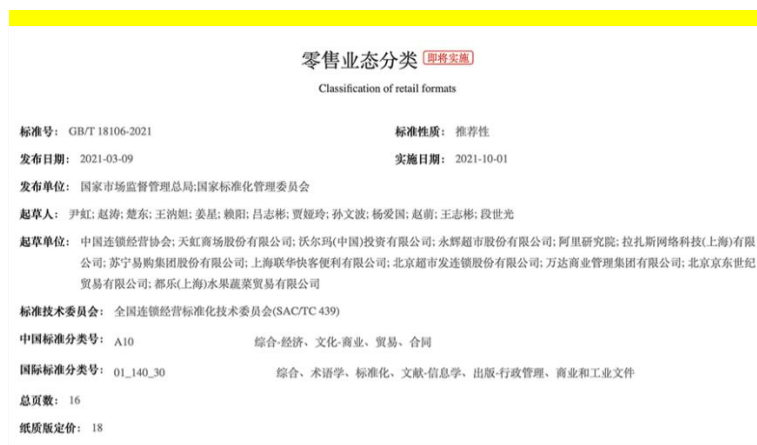 零售业态分类 即将实施
Classification of retail formats
标准号： GB/T 18106-2021 标准性质： 推荐性
发布日期： 2021-03-09 实施日期： 2021-10-01
发布单位： 国家市场监督管理总局;国家标准化管理委员会
起草人： 尹虹; 赵涛; 楚东; 王汭妲; 姜星; 赖阳; 吕志彬; 贾娅玲; 孙文波; 杨爱国; 赵萌; 王志彬; 段世光
起草单位： 中国连锁经营协会; 天虹商场股份有限公司; 沃尔玛(中国)投资有限公司; 永辉超市股份有限公司; 阿里研究院; 拉扎斯网络科技(上海)有限
公司; 苏宁易购集团股份有限公司; 上海联华快客便利有限公司; 北京超市发连锁股份有限公司; 万达商业管理集团有限公司; 北京京东世纪
贸易有限公司; 都乐(上海)水果蔬菜贸易有限公司
标准技术委员会： 全国连锁经营标准化技术委员会(SAC/TC 439)
中国标准分类号： A10 综合-经济、文化-商业、贸易、合同
国际标准分类号： 01_140_30 综合、术语学、标准化、文献-信息学、出版-行政管理、商业和工业文件
总页数： 16
纸质版定价： 18